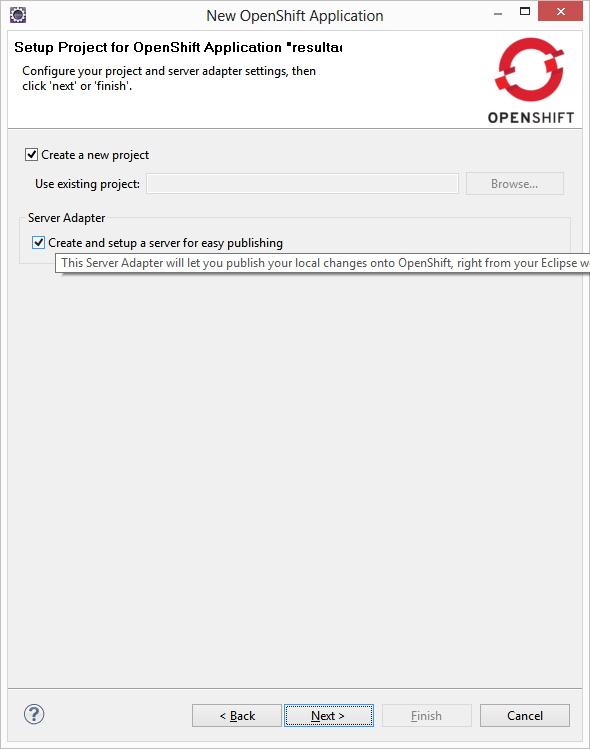 New OpenShift Application
Setup Project for OpenShift Application "resultad
Configure your project and server adapter settings, then
click 'next' or 'finish'.
OPENSHIFT
Create a new project
Use existing project:
Browse...
Server Adapter
Create and setup a server for easy publishing
This Server Adapter will let you publish your local changes onto OpenShift, right from your Eclipse w
?
< Back
Next >
Finish
Cancel